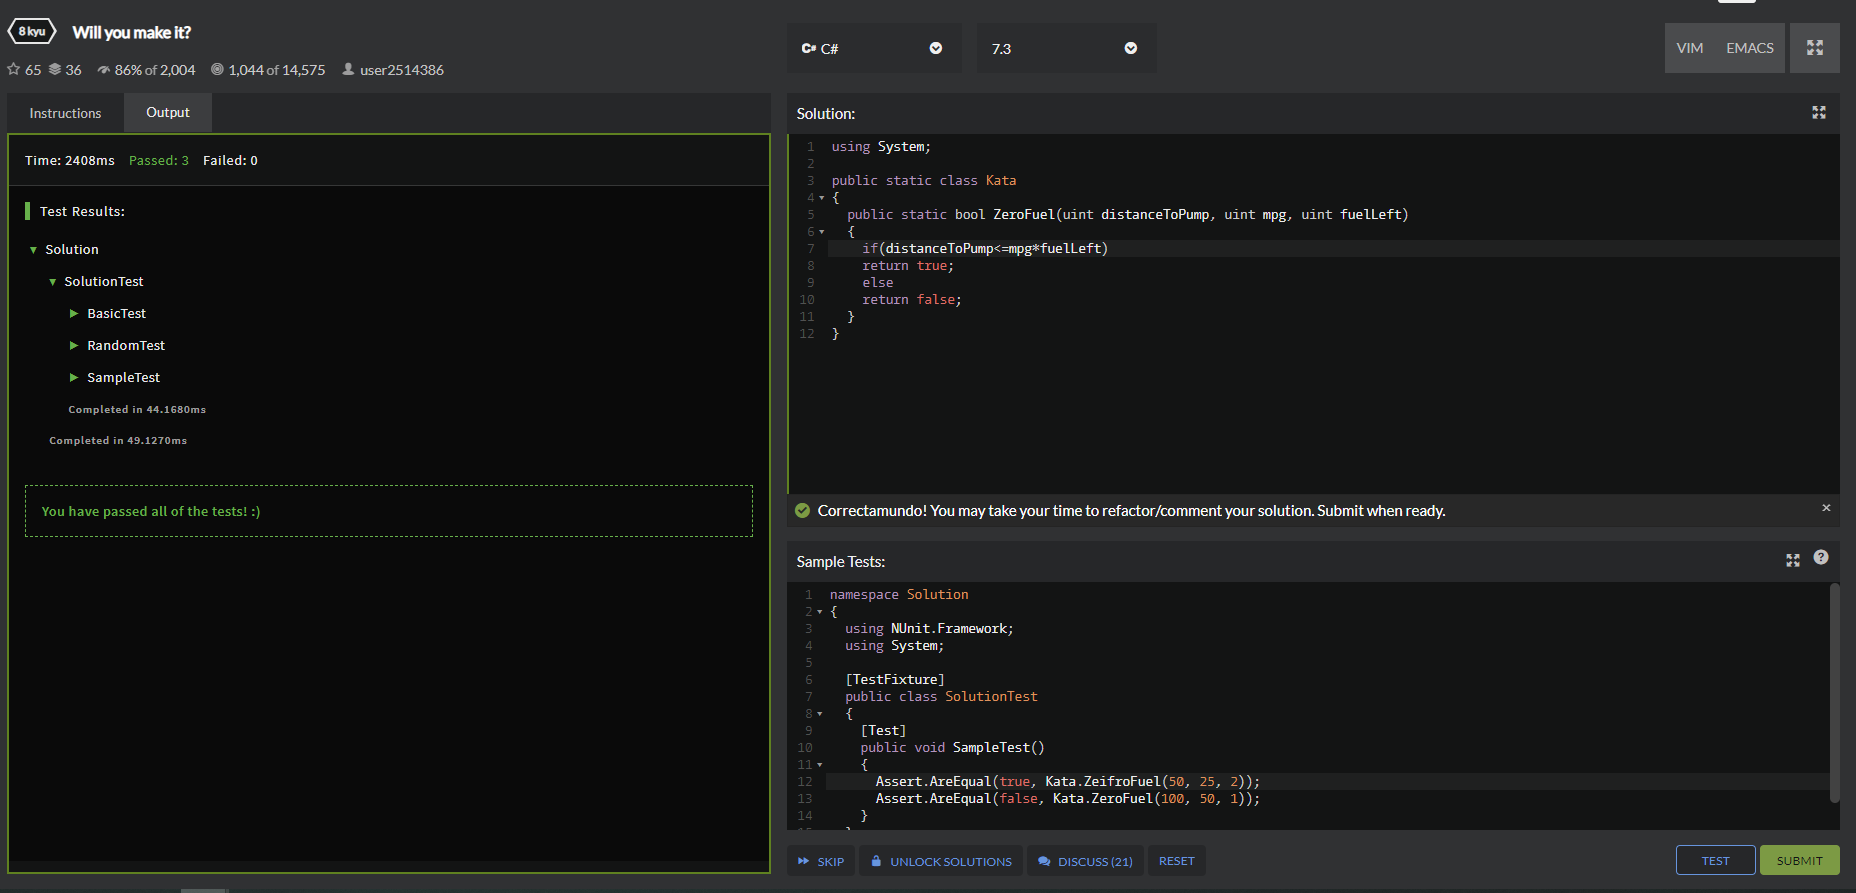 8 kyu Will you make it?
65 36 86% of 2,004 1,044 of 14,575 user2514386
C# C# 7.3
VIM EMACS
Instructions Output
Time: 2408ms Passed: 3 Failed: 0
Test Results:
Solution
SolutionTest
BasicTest
RandomTest
SampleTest
Completed in 44.1680ms
Completed in 49.1270ms
You have passed all of the tests! :)
Solution:
1 using System;
2
3 public static class Kata
4 {
5 public static bool ZeroFuel(uint distanceToPump, uint mpg, uint fuelLeft)
6 {
7 if(distanceToPump<=mpg*fuelLeft)
8 return true;
9 else
10 return false;
11 }
12 }
Correctamundo! You may take your time to refactor/comment your solution. Submit when ready. ×
Sample Tests: ?
1 namespace Solution
2 {
3 using NUnit.Framework;
4 using System;
5
6 [TestFixture]
7 public class SolutionTest
8 {
9 [Test]
10 public void SampleTest()
11 {
12 Assert.AreEqual(true, Kata.ZeifroFuel(50, 25, 2));
13 Assert.AreEqual(false, Kata.ZeroFuel(100, 50, 1));
14 }
SKIP UNLOCK SOLUTIONS DISCUSS (21) RESET TEST SUBMIT